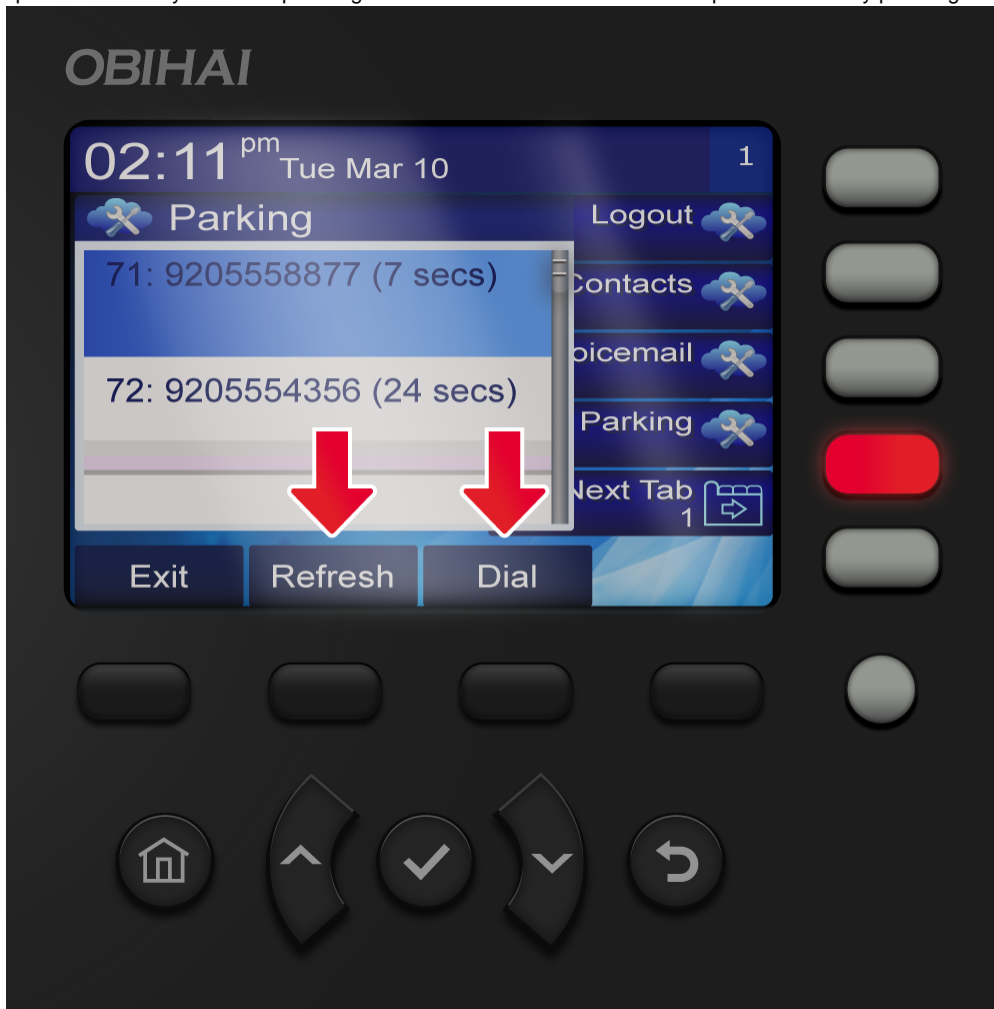 OBIHAI
02:11 pm Tue Mar 10 1
Parking
71: 9205558877 (7 secs)
72: 9205554356 (24 secs)
Logout
Contacts
oicemail
Parking
Next Tab
1
Exit Refresh Dial